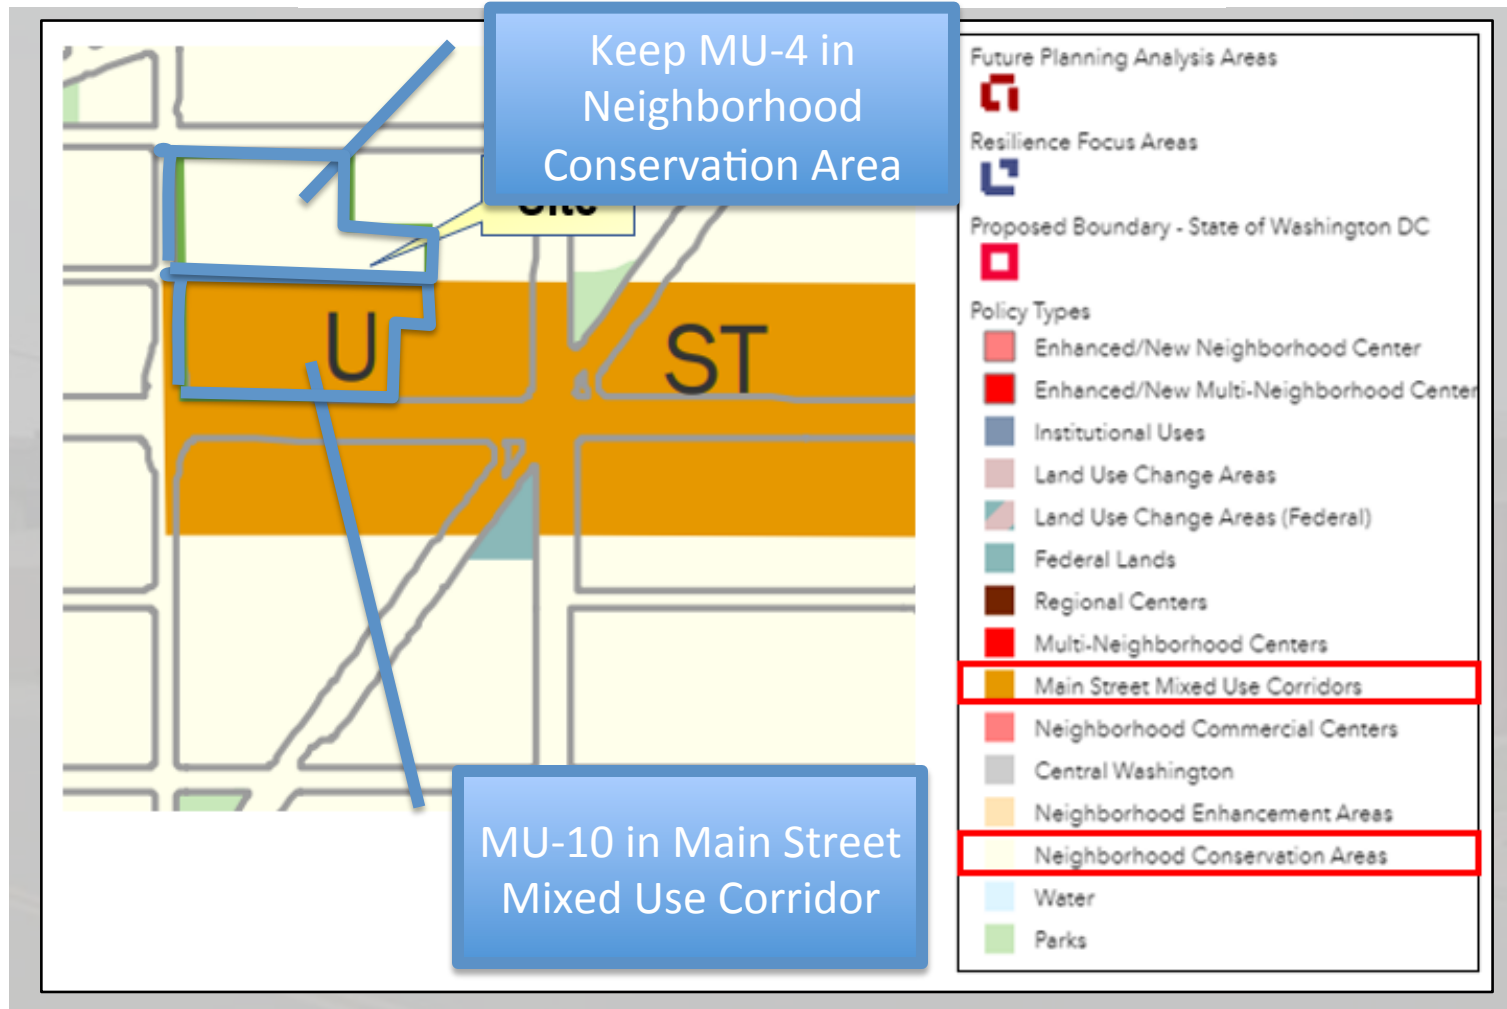 Keep MU-4 in
Neighborhood
Conservation Area
Site
U
ST
MU-10 in Main Street
Mixed Use Corridor
Future Planning Analysis Areas
Resilience Focus Areas
Proposed Boundary - State of Washington DC
Policy Types
Enhanced/New Neighborhood Center
Enhanced/New Multi-Neighborhood Center
Institutional Uses
Land Use Change Areas
Land Use Change Areas (Federal)
Federal Lands
Regional Centers
Multi-Neighborhood Centers
Main Street Mixed Use Corridors
Neighborhood Commercial Centers
Central Washington
Neighborhood Enhancement Areas
Neighborhood Conservation Areas
Water
Parks